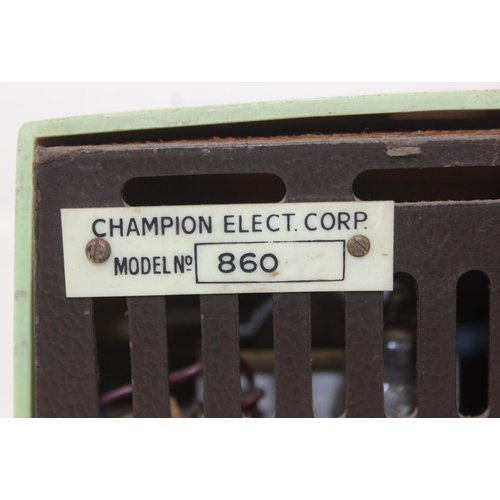 CHAMPION ELECT. CORP.
MODEL Nº 860